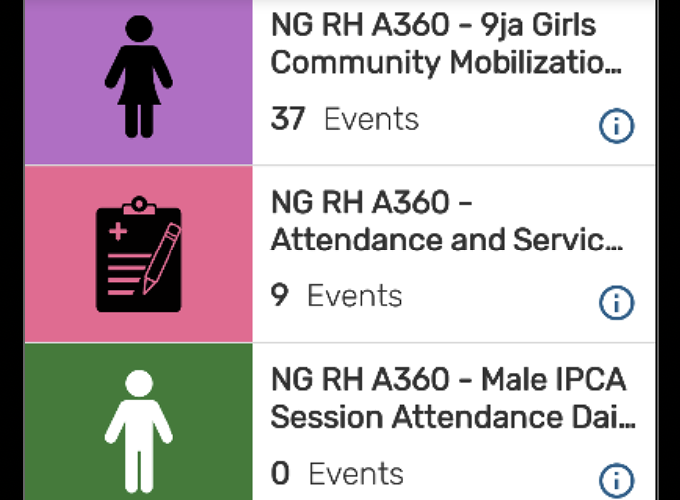 NG RH A360 - 9ja Girls
Community Mobilizatio...
37 Events
NG RH A360 -
Attendance and Servic...
9 Events
NG RH A360 - Male IPCA
Session Attendance Dai...
0 Events